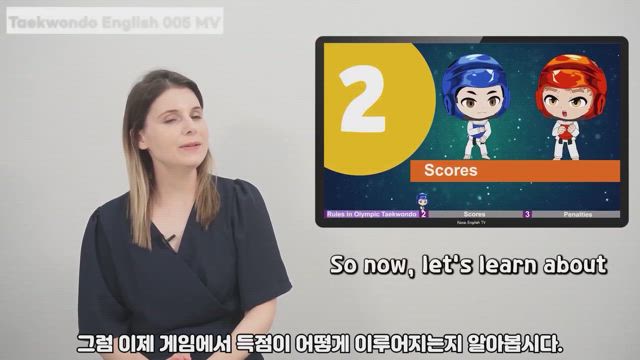 Taekwondo English 005 MV
2
Scores
Rules in Olympic Taekwondo 2 Scores 3 Penalties
So now, let's learn about
그럼 이제 게임에서 득점이 어떻게 이루어지는지 알아봅시다.